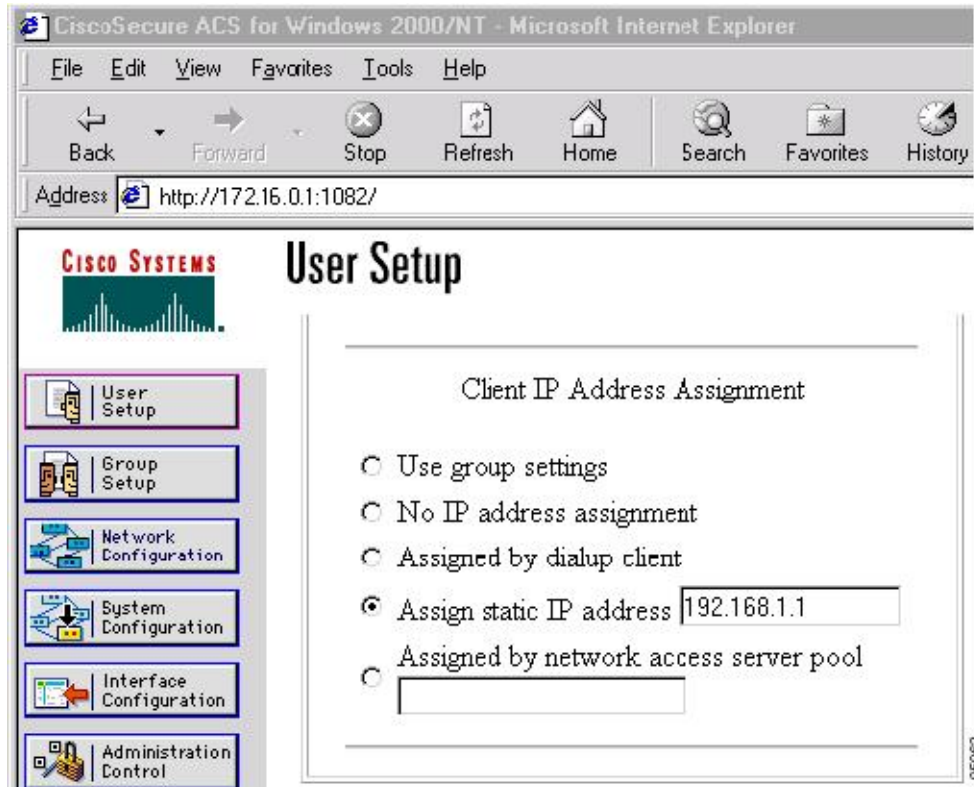 CiscoSecure ACS for Windows 2000/NT - Microsoft Internet Explorer
File Edit View Favorites Tools Help
Back Forward Stop Refresh Home Search Favorites History
Address http://172.16.0.1:1082/
CISCO SYSTEMS
User Setup
Client IP Address Assignment
Use group settings
No IP address assignment
Assigned by dialup client
Assign static IP address 192.168.1.1
Assigned by network access server pool
User
Setup
Group
Setup
Network
Configuration
System
Configuration
Interface
Configuration
Administration
Control